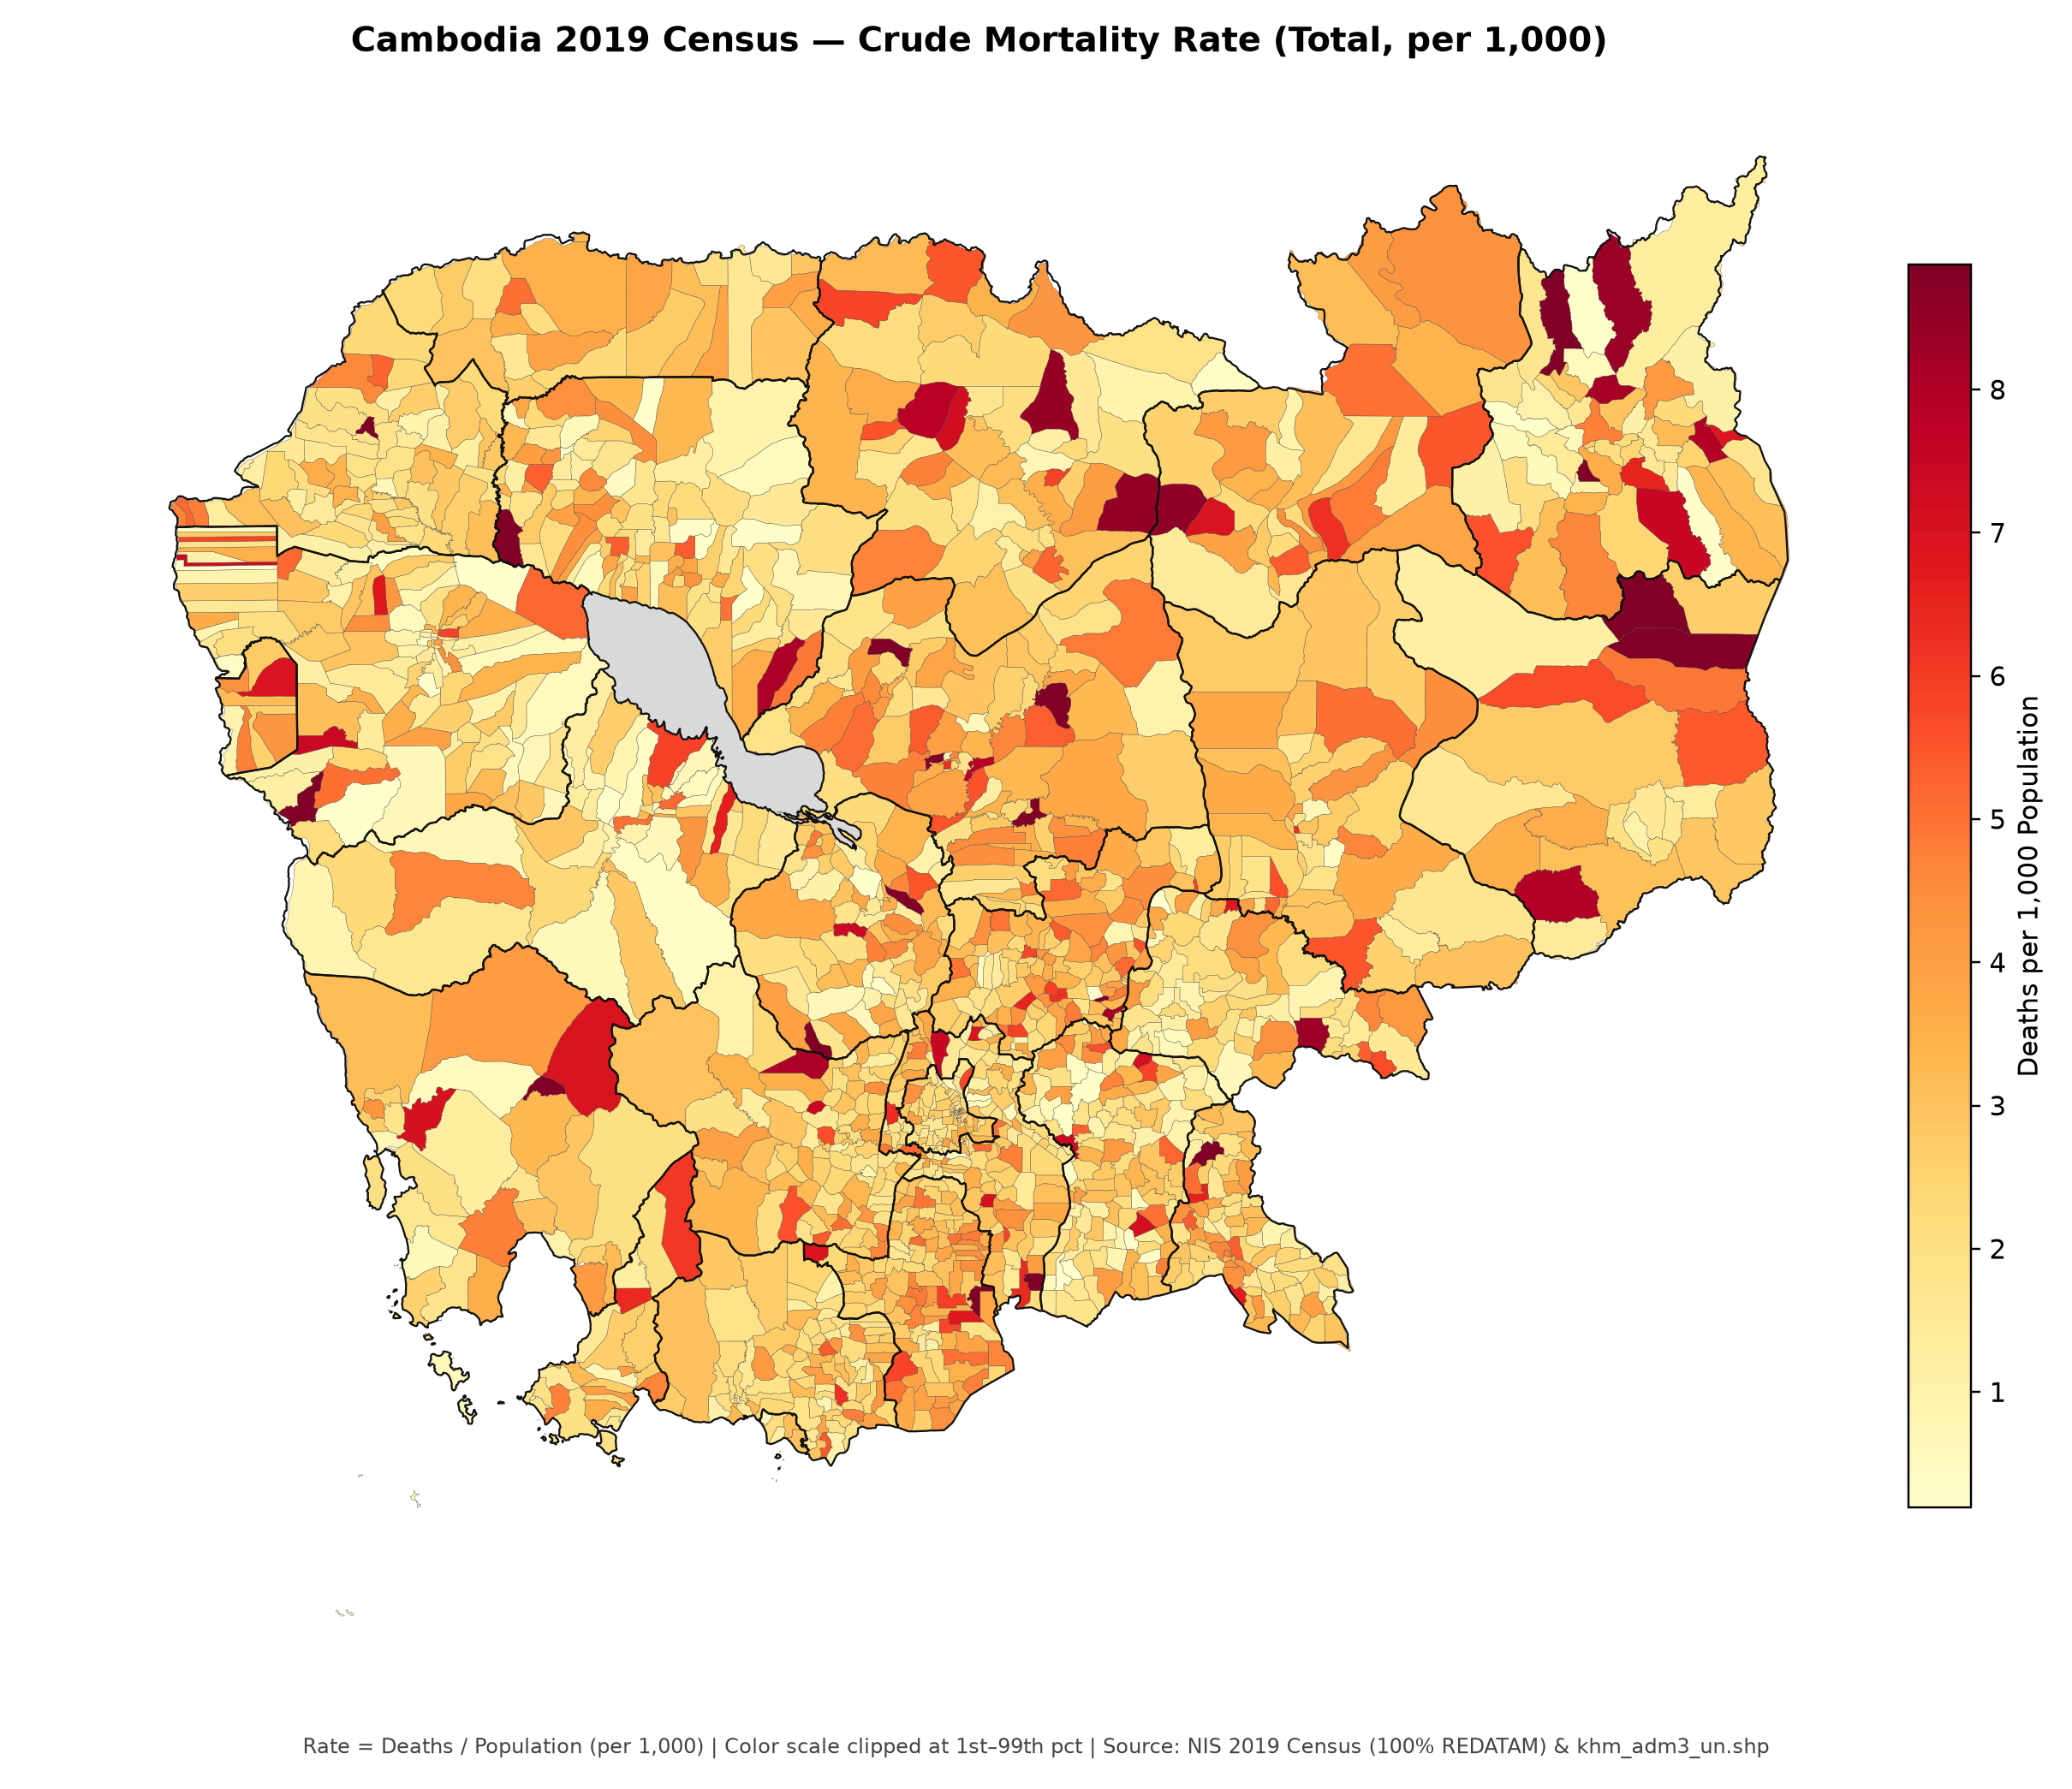 Cambodia 2019 Census — Crude Mortality Rate (Total, per 1,000)
8
7
6
5
4
3
2
1
Deaths per 1,000 Population
Rate = Deaths / Population (per 1,000) | Color scale clipped at 1st–99th pct | Source: NIS 2019 Census (100% REDATAM) & khm_adm3_un.shp